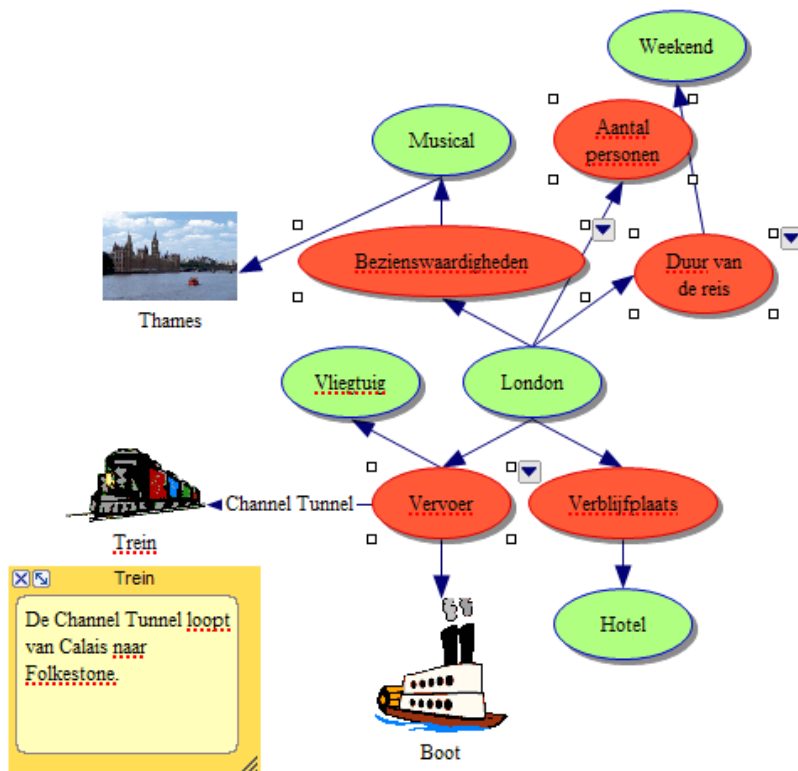 Weekend
Aantal
personen
Musical
Bezienswaardigheden
Duur van
de reis
Thames
Vliegtuig
London
Channel Tunnel
Vervoer
Verblijfplaats
Trein
Trein
De Channel Tunnel loopt
van Calais naar
Folkestone.
Hotel
Boot